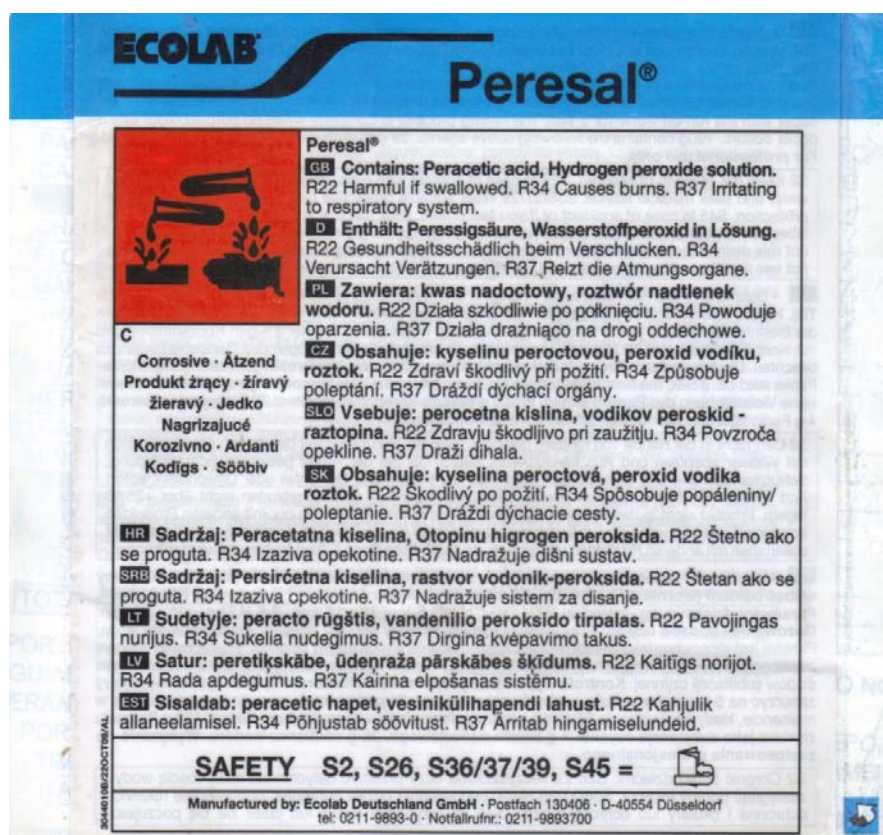 ECOLAB®
Peresal®
Peresal®
GB Contains: Peracetic acid, Hydrogen peroxide solution.
R22 Harmful if swallowed. R34 Causes burns. R37 Irritating
to respiratory system.
D Enthält: Peressigsäure, Wasserstoffperoxid in Lösung.
R22 Gesundheitsschädlich beim Verschlucken. R34
Verursacht Verätzungen. R37 Reizt die Atmungsorgane.
PL Zawiera: kwas nadoctowy, roztwór nadtlenek
wodoru. R22 Działa szkodliwie po połknięciu. R34 Powoduje
oparzenia. R37 Działa drażniąco na drogi oddechowe.
CZ Obsahuje: kyselinu peroctovou, peroxid vodíku,
roztok. R22 Zdraví škodlivý při požití. R34 Způsobuje
poleptání. R37 Dráždí dýchací orgány.
SLO Vsebuje: perocetna kislina, vodikov peroskid -
raztopina. R22 Zdravju škodljivo pri zaužitju. R34 Povzroča
opekline. R37 Draži dihala.
SK Obsahuje: kyselina peroctová, peroxid vodika
roztok. R22 Škodlivý po požití. R34 Spôsobuje popáleniny/
poleptanie. R37 Dráždi dýchacie cesty.
C
Corrosive · Ätzend
Produkt żrący · žíravý
žieravý · Jedko
Nagrizajucé
Korozivno · Ardanti
Kodīgs · Sööbiv
HR Sadržaj: Peracetatna kiselina, Otopinu higrogen peroksida. R22 Štetno ako
se proguta. R34 Izaziva opekotine. R37 Nadražuje dišni sustav.
SRB Sadržaj: Persirćetna kiselina, rastvor vodonik-peroksida. R22 Štetan ako se
proguta. R34 Izaziva opekotine. R37 Nadražuje sistem za disanje.
LT Sudetyje: peracto rūgštis, vandenilio peroksido tirpalas. R22 Pavojingas
nurijus. R34 Sukelia nudegimus. R37 Dirgina kvėpavimo takus.
LV Satur: peretiķskābe, ūdeņraža pārskābes šķīdums. R22 Kaitīgs norijot.
R34 Rada apdegumus. R37 Kairina elpošanas sistēmu.
EST Sisaldab: peracetic hapet, vesinikülihapendi lahust. R22 Kahjulik
allaneelamisel. R34 Põhjustab söövitust. R37 Ärritab hingamiselundeid.
3044010B/22OCT09/AL
SAFETY S2, S26, S36/37/39, S45 =
Manufactured by: Ecolab Deutschland GmbH · Postfach 130406 · D-40554 Düsseldorf
tel: 0211-9893-0 · Notfallrufnr.: 0211-9893700